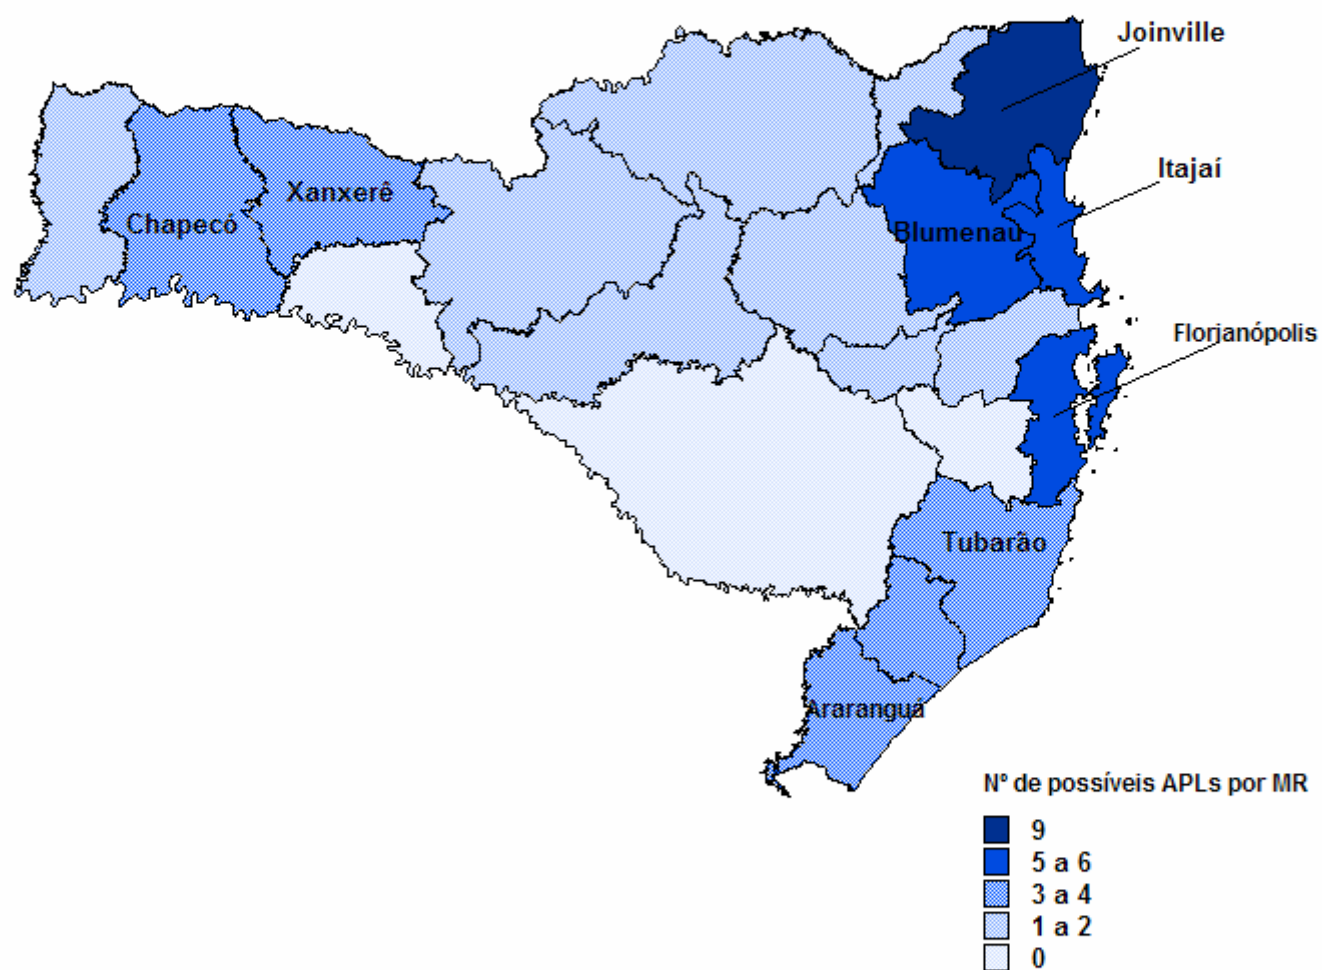 Joinville
Itajaí
Xanxerê
Chapecó
Blumenau
Florianópolis
Tubarão
Araranguá
Nº de possíveis APLs por MR
9
5 a 6
3 a 4
1 a 2
0